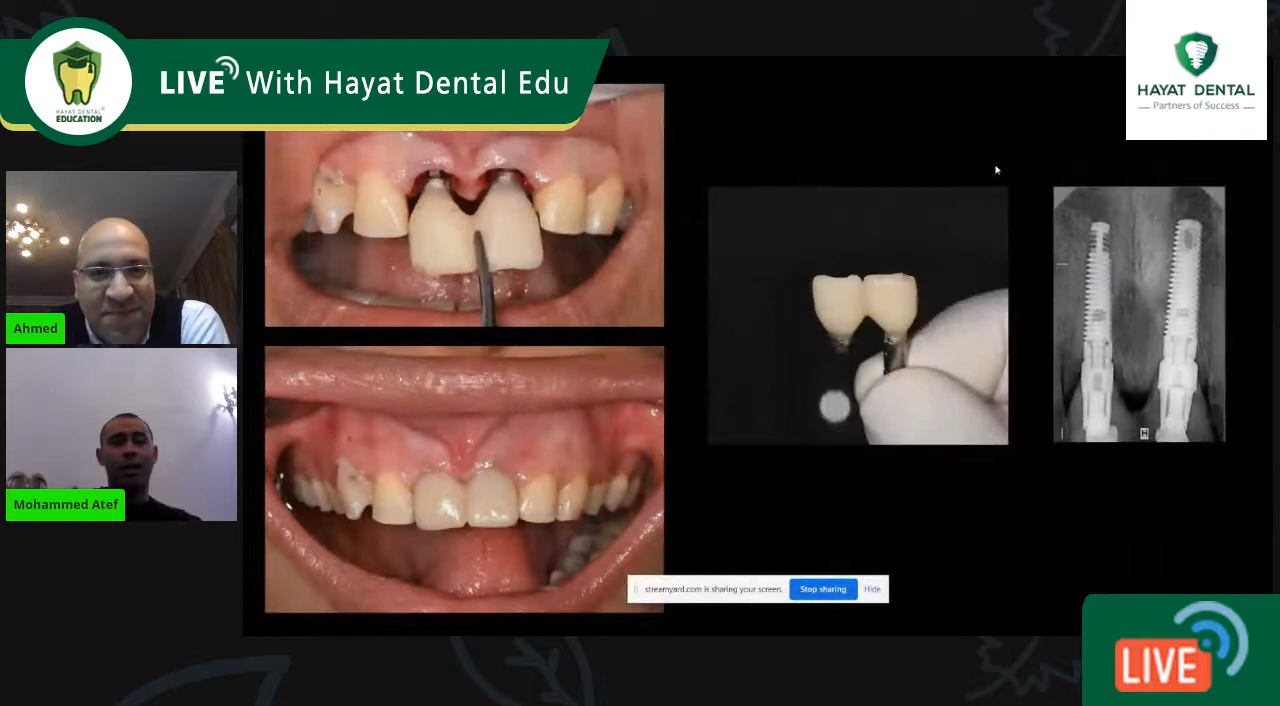 LIVE With Hayat Dental Edu
HAYAT DENTAL
EDUCATION
HAYAT DENTAL
Partners of Success
Ahmed
Mohammed Atef
H
streamyard.com is sharing your screen.
Stop sharing
Hide
LIVE